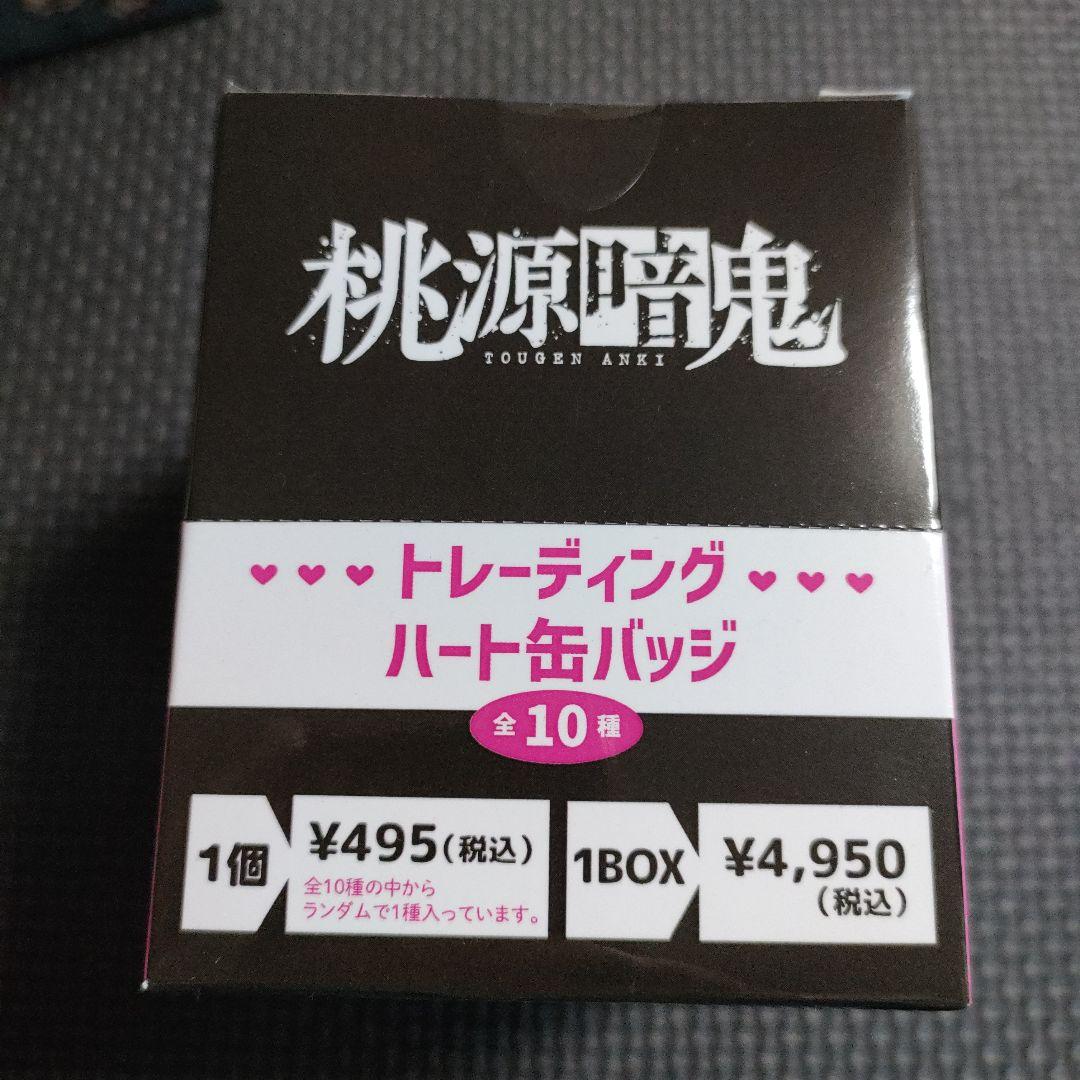 桃源暗鬼
TOUGEN ANKI
♥♥♥トレーディング♥♥♥
ハート缶バッジ
全10種
1個
¥495(税込)
全10種の中から
ランダムで1種入っています。
1BOX
¥4,950
(税込)